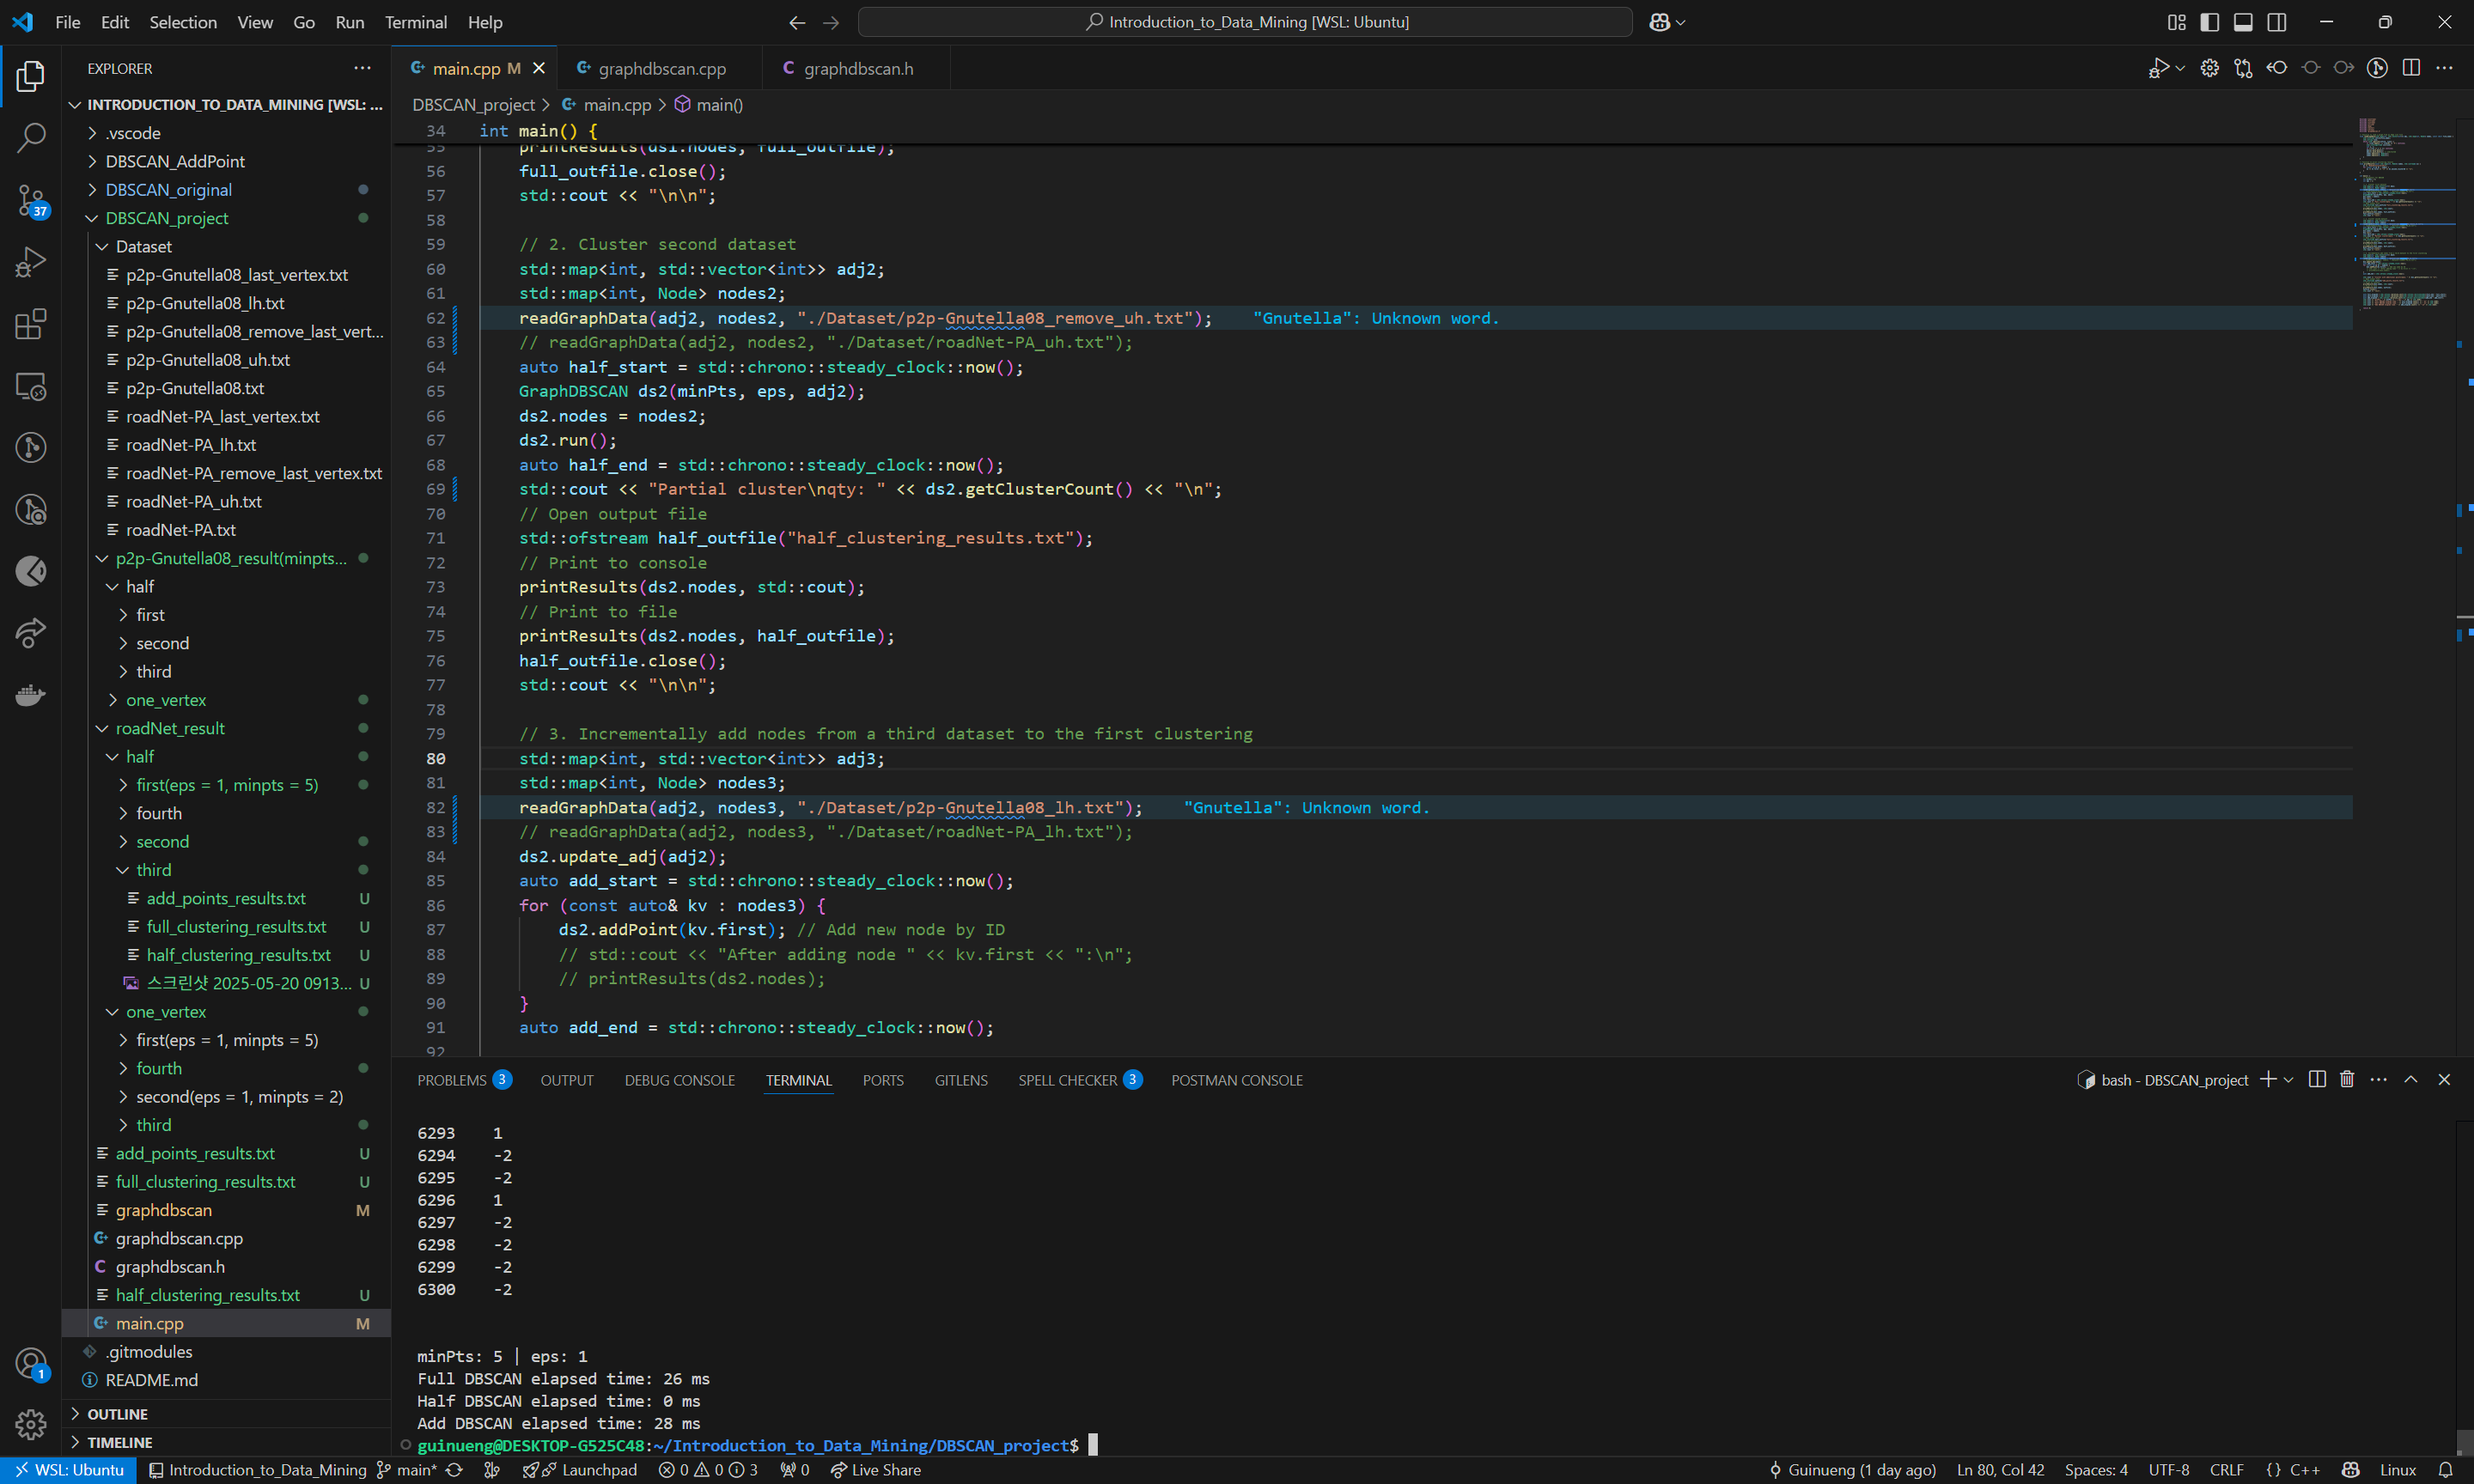 File Edit Selection View Go Run Terminal Help
Introduction_to_Data_Mining [WSL: Ubuntu]
EXPLORER
INTRODUCTION_TO_DATA_MINING [WSL: ...
.vscode
DBSCAN_AddPoint
DBSCAN_original
DBSCAN_project
Dataset
p2p-Gnutella08_last_vertex.txt
p2p-Gnutella08_lh.txt
p2p-Gnutella08_remove_last_vert...
p2p-Gnutella08_uh.txt
p2p-Gnutella08.txt
roadNet-PA_last_vertex.txt
roadNet-PA_lh.txt
roadNet-PA_remove_last_vertex.txt
roadNet-PA_uh.txt
roadNet-PA.txt
p2p-Gnutella08_result(minpts...
half
first
second
third
one_vertex
roadNet_result
half
first(eps = 1, minpts = 5)
fourth
second
third
add_points_results.txt U
full_clustering_results.txt U
half_clustering_results.txt U
스크린샷 2025-05-20 0913... U
one_vertex
first(eps = 1, minpts = 5)
fourth
second(eps = 1, minpts = 2)
third
add_points_results.txt U
full_clustering_results.txt U
graphdbscan M
graphdbscan.cpp
graphdbscan.h
half_clustering_results.txt U
main.cpp M
.gitmodules
README.md
OUTLINE
TIMELINE
37
1
main.cpp M
graphdbscan.cpp
graphdbscan.h
DBSCAN_project > main.cpp > main()
34 int main() {
55 printResults(ds1.nodes, full_outfile);
56 full_outfile.close();
57 std::cout << "\n\n";
58
59 // 2. Cluster second dataset
60 std::map<int, std::vector<int>> adj2;
61 std::map<int, Node> nodes2;
62 readGraphData(adj2, nodes2, "./Dataset/p2p-Gnutella08_remove_uh.txt"); "Gnutella": Unknown word.
63 // readGraphData(adj2, nodes2, "./Dataset/roadNet-PA_uh.txt");
64 auto half_start = std::chrono::steady_clock::now();
65 GraphDBSCAN ds2(minPts, eps, adj2);
66 ds2.nodes = nodes2;
67 ds2.run();
68 auto half_end = std::chrono::steady_clock::now();
69 std::cout << "Partial cluster\nqty: " << ds2.getClusterCount() << "\n";
70 // Open output file
71 std::ofstream half_outfile("half_clustering_results.txt");
72 // Print to console
73 printResults(ds2.nodes, std::cout);
74 // Print to file
75 printResults(ds2.nodes, half_outfile);
76 half_outfile.close();
77 std::cout << "\n\n";
78
79 // 3. Incrementally add nodes from a third dataset to the first clustering
80 std::map<int, std::vector<int>> adj3;
81 std::map<int, Node> nodes3;
82 readGraphData(adj2, nodes3, "./Dataset/p2p-Gnutella08_lh.txt"); "Gnutella": Unknown word.
83 // readGraphData(adj2, nodes3, "./Dataset/roadNet-PA_lh.txt");
84 ds2.update_adj(adj2);
85 auto add_start = std::chrono::steady_clock::now();
86 for (const auto& kv : nodes3) {
87 ds2.addPoint(kv.first); // Add new node by ID
88 // std::cout << "After adding node " << kv.first << ":\n";
89 // printResults(ds2.nodes);
90 }
91 auto add_end = std::chrono::steady_clock::now();
92
PROBLEMS 3 OUTPUT DEBUG CONSOLE TERMINAL PORTS GITLENS SPELL CHECKER 3 POSTMAN CONSOLE
bash - DBSCAN_project
6293 1
6294 -2
6295 -2
6296 1
6297 -2
6298 -2
6299 -2
6300 -2
minPts: 5 | eps: 1
Full DBSCAN elapsed time: 26 ms
Half DBSCAN elapsed time: 0 ms
Add DBSCAN elapsed time: 28 ms
guinueng@DESKTOP-G525C48:~/Introduction_to_Data_Mining/DBSCAN_project$
WSL: Ubuntu Introduction_to_Data_Mining main* Launchpad 0 0 3 0 Live Share Guinueng (1 day ago) Ln 80, Col 42 Spaces: 4 UTF-8 CRLF {} C++ Linux